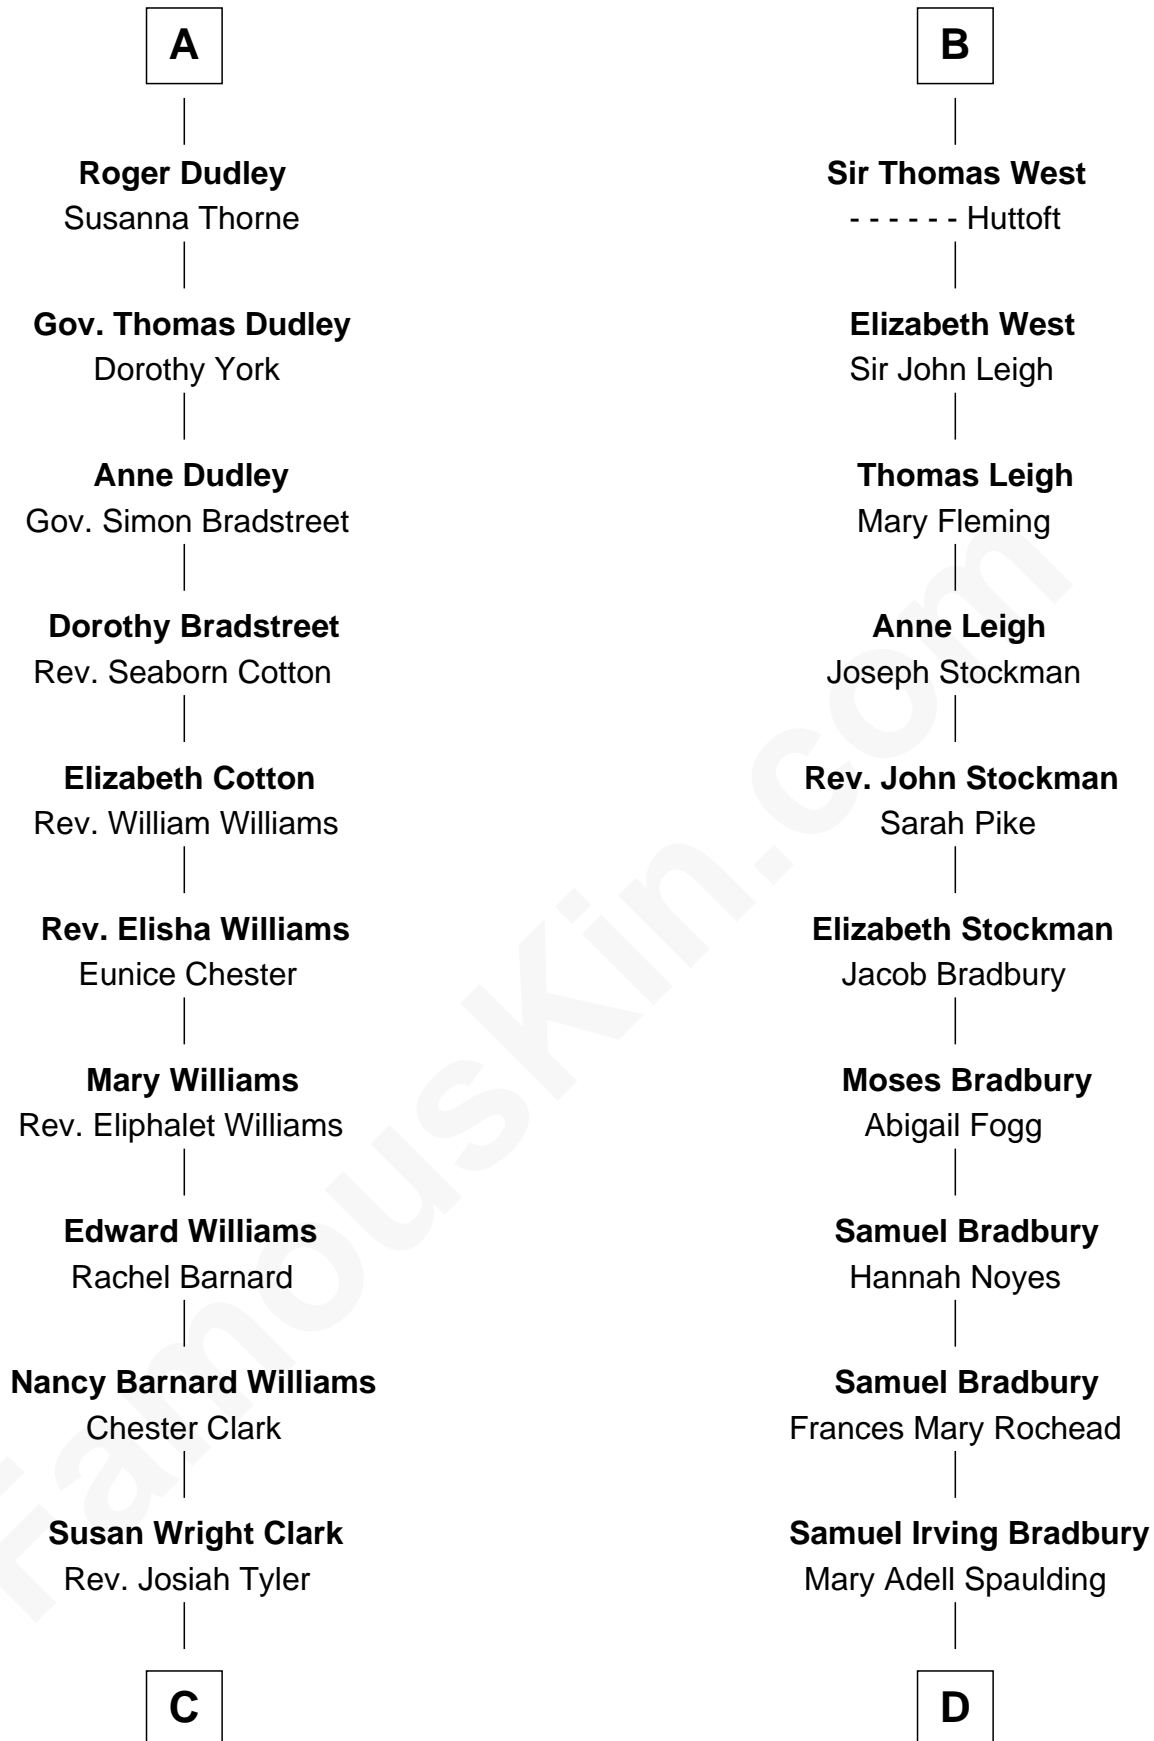 A
Roger Dudley
Susanna Thorne
Gov. Thomas Dudley
Dorothy York
Anne Dudley
Gov. Simon Bradstreet
Dorothy Bradstreet
Rev. Seaborn Cotton
Elizabeth Cotton
Rev. William Williams
Rev. Elisha Williams
Eunice Chester
Mary Williams
Rev. Eliphalet Williams
Edward Williams
Rachel Barnard
Nancy Barnard Williams
Chester Clark
Susan Wright Clark
Rev. Josiah Tyler
C
B
Sir Thomas West
- - - - - - Huttoft
Elizabeth West
Sir John Leigh
Thomas Leigh
Mary Fleming
Anne Leigh
Joseph Stockman
Rev. John Stockman
Sarah Pike
Elizabeth Stockman
Jacob Bradbury
Moses Bradbury
Abigail Fogg
Samuel Bradbury
Hannah Noyes
Samuel Bradbury
Frances Mary Rochead
Samuel Irving Bradbury
Mary Adell Spaulding
D
FamousKin.com